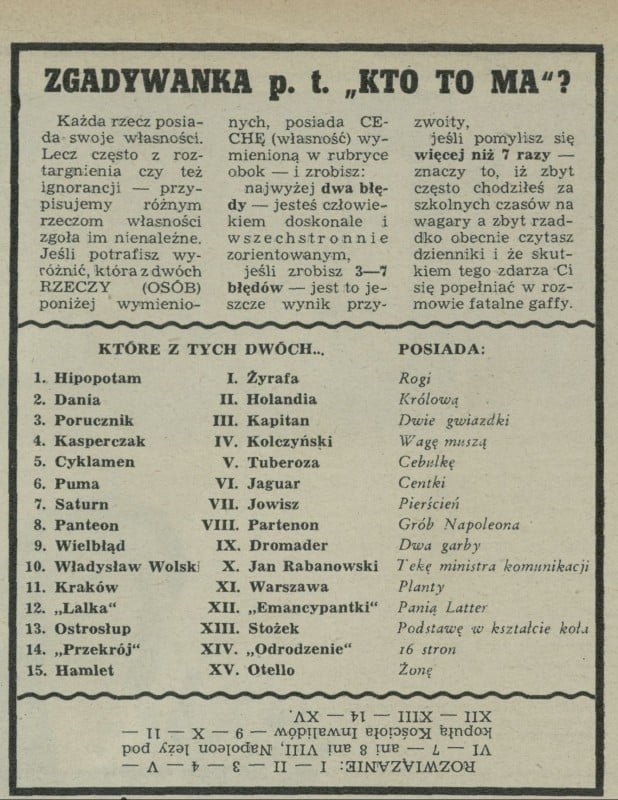 ZGADYWANKA p. t. „KTO TO MA“?
Każda rzecz posia-
da swoje własności.
Lecz często z roz-
targnienia czy też
ignorancji — przy-
pisujemy różnym
rzeczom własności
zgoła im nienależne.
Jeśli potrafisz wy-
różnić, która z dwóch
RZECZY (OSÓB)
poniżej wymienio-
nych, posiada CE-
CHĘ (własność) wy-
mienioną w rubryce
obok — i zrobisz:
najwyżej dwa błę-
dy — jesteś człowie-
kiem doskonale i
wszechstronnie
zorientowanym,
jeśli zrobisz 3—7
błędów — jest to je-
szcze wynik przy-
zwoity,
jeśli pomylisz się
więcej niż 7 razy —
znaczy to, iż zbyt
często chodziłeś za
szkolnych czasów na
wagary a zbyt rzad-
dko obecnie czytasz
dzienniki i że skut-
kiem tego zdarza Ci
się popełniać w roz-
mowie fatalne gaffy.
KTÓRE Z TYCH DWÓCH... POSIADA:
1. Hipopotam I. Żyrafa Rogi
2. Dania II. Holandia Królową
3. Porucznik III. Kapitan Dwie gwiazdki
4. Kasperczak IV. Kolczyński Wagę muszą
5. Cyklamen V. Tuberoza Cebulkę
6. Puma VI. Jaguar Centki
7. Saturn VII. Jowisz Pierścień
8. Panteon VIII. Partenon Grób Napoleona
9. Wielbłąd IX. Dromader Dwa garby
10. Władysław Wolski X. Jan Rabanowski Tekę ministra komunikacji
11. Kraków XI. Warszawa Planty
12. „Lalka“ XII. „Emancypantki“ Panią Latter
13. Ostrosłup XIII. Stożek Podstawę w kształcie koła
14. „Przekrój“ XIV. „Odrodzenie“ 16 stron
15. Hamlet XV. Otello Żonę
ROZWIĄZANIE: I — II — 3 — 4 — V —
VI — 7 — ani 8 ani VIII, Napoleon leży pod
kopułą Kościoła Inwalidów — 9 — X — 11 —
XII — XIII — 14 — XV.